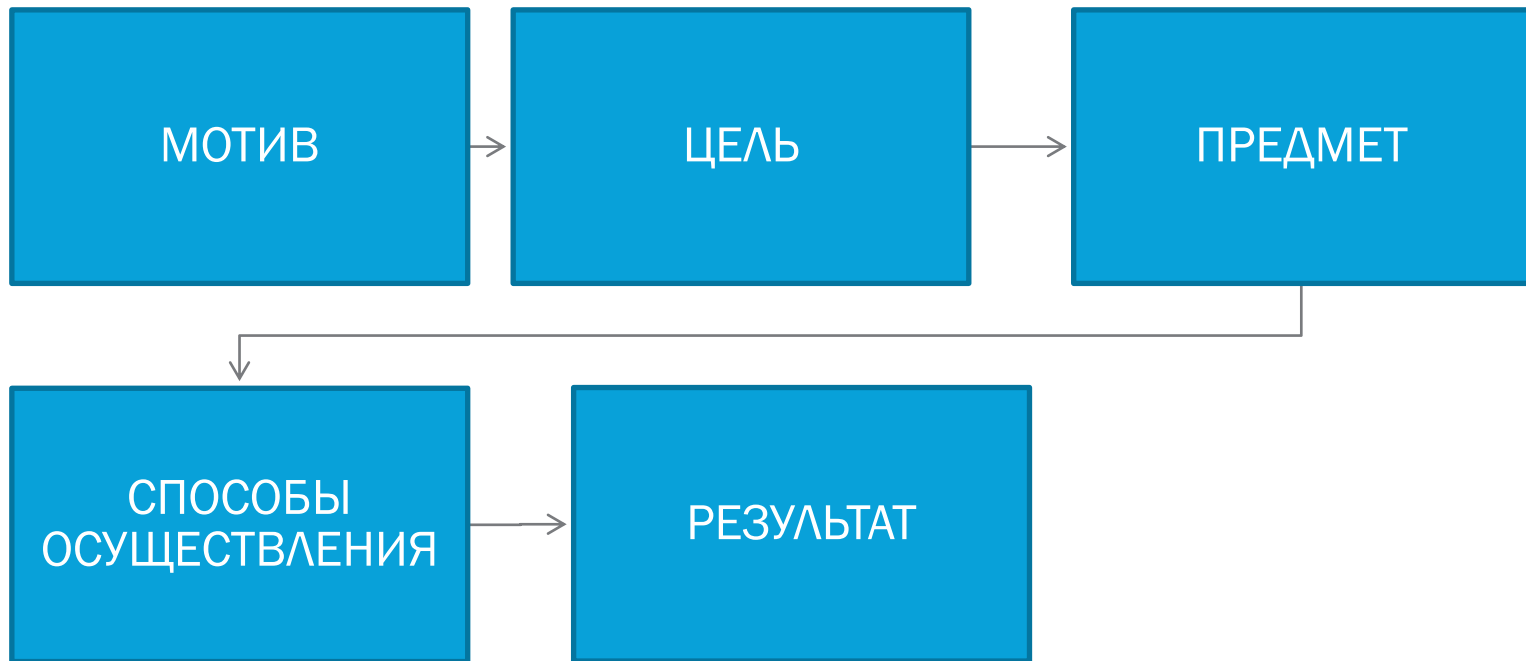 МОТИВ
ЦЕЛЬ
ПРЕДМЕТ
СПОСОБЫ
ОСУЩЕСТВЛЕНИЯ
РЕЗУЛЬТАТ